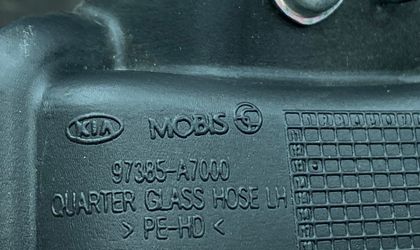 KIA MOBIS
97385-A7000
QUARTER GLASS HOSE LH
> PE-HD <